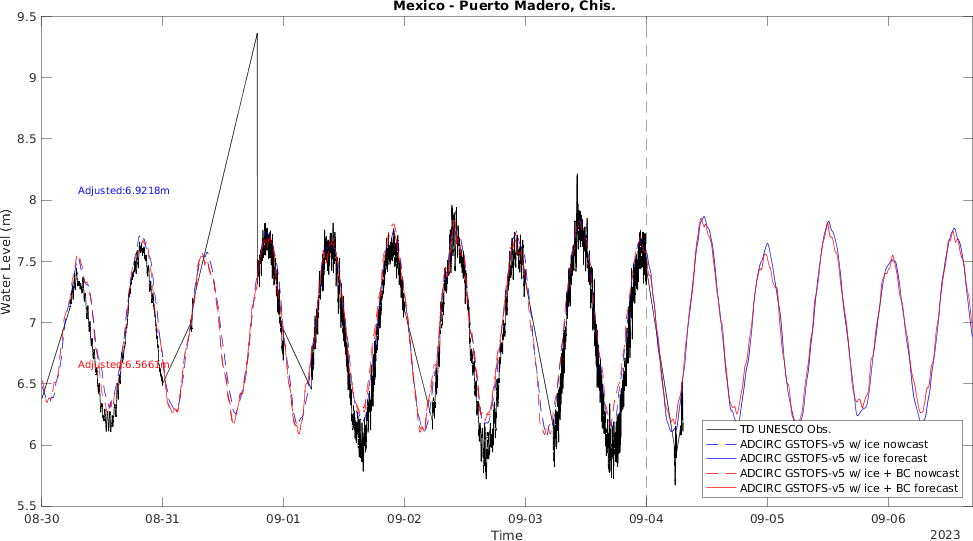 Mexico - Puerto Madero, Chis.
9.5
9
8.5
8
7.5
7
6.5
6
5.5
Water Level (m)
Adjusted:6.9218m
Adjusted:6.5661m
TD UNESCO Obs.
ADCIRC GSTOFS-v5 w/ ice nowcast
ADCIRC GSTOFS-v5 w/ ice forecast
ADCIRC GSTOFS-v5 w/ ice + BC nowcast
ADCIRC GSTOFS-v5 w/ ice + BC forecast
08-30 08-31 09-01 09-02 09-03 09-04 09-05 09-06
Time
2023